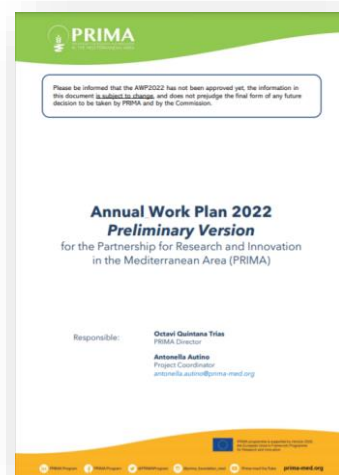 PRIMA
Please be informed that the AWP2022 has not been approved yet, the information in
this document is subject to change, and does not prejudge the final form of any future
decision to be taken by PRIMA and by the Commission.
Annual Work Plan 2022
Preliminary Version
for the Partnership for Research and Innovation
in the Mediterranean Area (PRIMA)
Responsible:
Octavi Quintana Trias
PRIMA Director
Antonella Autino
Project Coordinator
antonella.autino@prima-med.org
PRIMA Program
PRIMA Program
prima-med.org